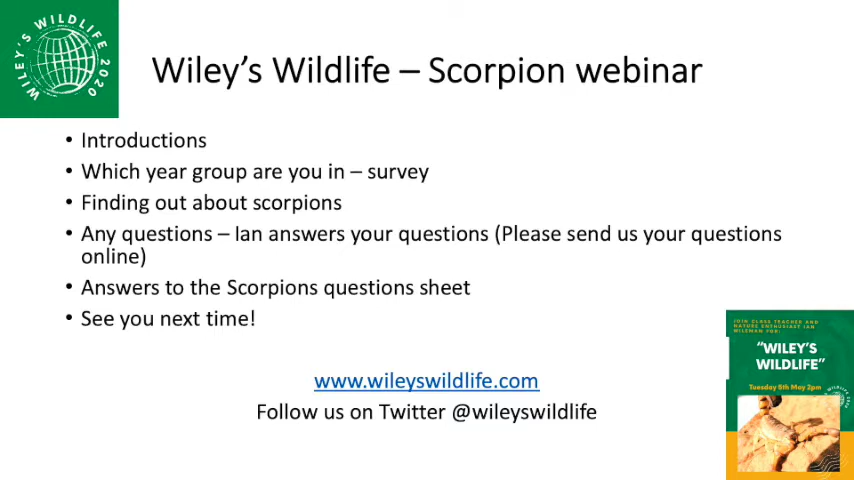 WILEY'S WILDLIFE 2020
Wiley's Wildlife – Scorpion webinar
• Introductions
• Which year group are you in – survey
• Finding out about scorpions
• Any questions – Ian answers your questions (Please send us your questions
online)
• Answers to the Scorpions questions sheet
• See you next time!
www.wileyswildlife.com
Follow us on Twitter @wileyswildlife
JOIN CLASS TEACHER AND
NATURE ENTHUSIAST IAN
WILEMAN FOR:
"WILEY'S
WILDLIFE"
Tuesday 5th May 2pm